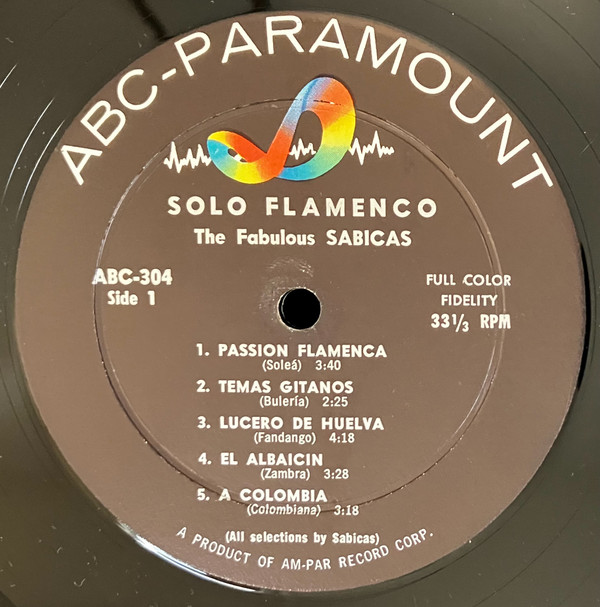 ABC-PARAMOUNT
SOLO FLAMENCO
The Fabulous SABICAS
ABC-304
Side 1
FULL COLOR
FIDELITY
33 1/3 RPM
1. PASSION FLAMENCA
(Soleá) 3:40
2. TEMAS GITANOS
(Bulería) 2:25
3. LUCERO DE HUELVA
(Fandango) 4:18
4. EL ALBAICIN
(Zambra) 3:28
5. A COLOMBIA
(Colombiana) 3:18
(All selections by Sabicas)
A PRODUCT OF AM-PAR RECORD CORP.